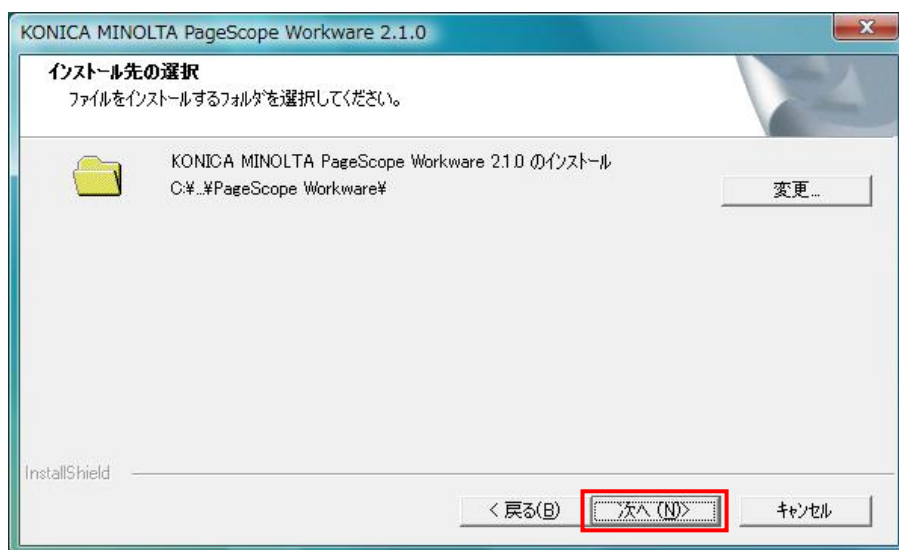 KONICA MINOLTA PageScope Workware 2.1.0
インストール先の選択
ファイルをインストールするフォルダを選択してください。
KONICA MINOLTA PageScope Workware 2.1.0 のインストール
C:¥...¥PageScope Workware¥
変更...
InstallShield
< 戻る(B)
次へ (N)>
キャンセル